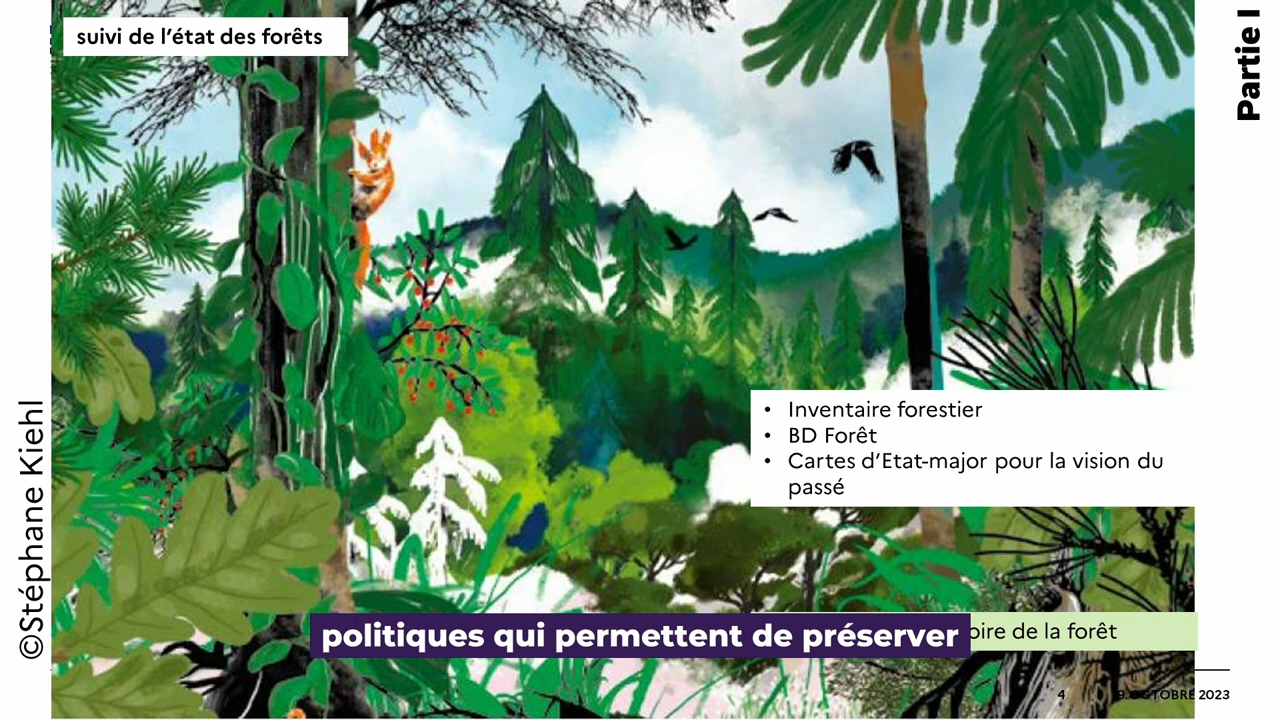 suivi de l'état des forêts
Partie I
• Inventaire forestier
• BD Forêt
• Cartes d'Etat-major pour la vision du
passé
©Stéphane Kiehl
politiques qui permettent de préserver
de la forêt
4
OCTOBRE 2023